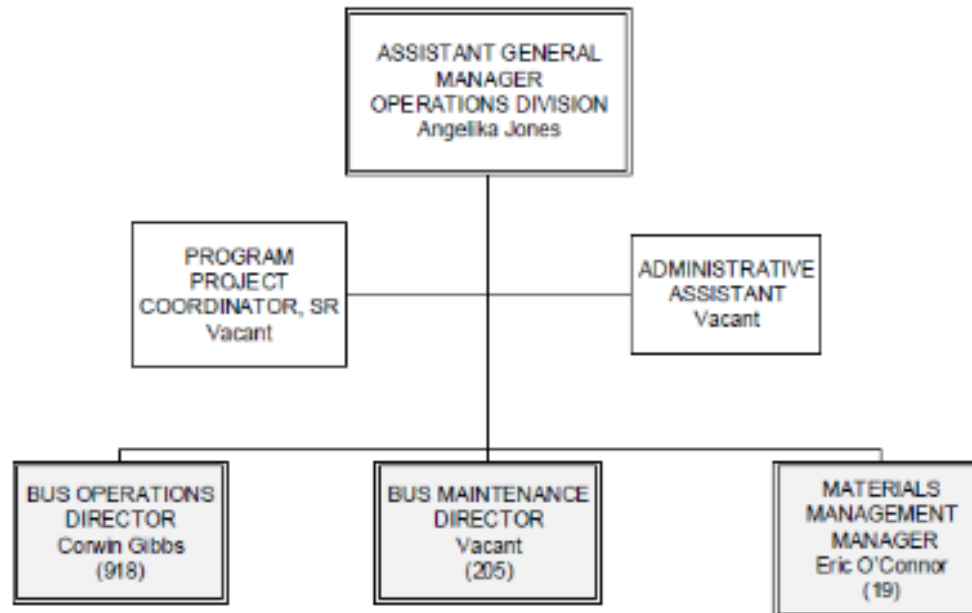 ASSISTANT GENERAL
MANAGER
OPERATIONS DIVISION
Angelika Jones
PROGRAM
PROJECT
COORDINATOR, SR
Vacant
ADMINISTRATIVE
ASSISTANT
Vacant
BUS OPERATIONS
DIRECTOR
Corwin Gibbs
(918)
BUS MAINTENANCE
DIRECTOR
Vacant
(205)
MATERIALS
MANAGEMENT
MANAGER
Eric O'Connor
(19)